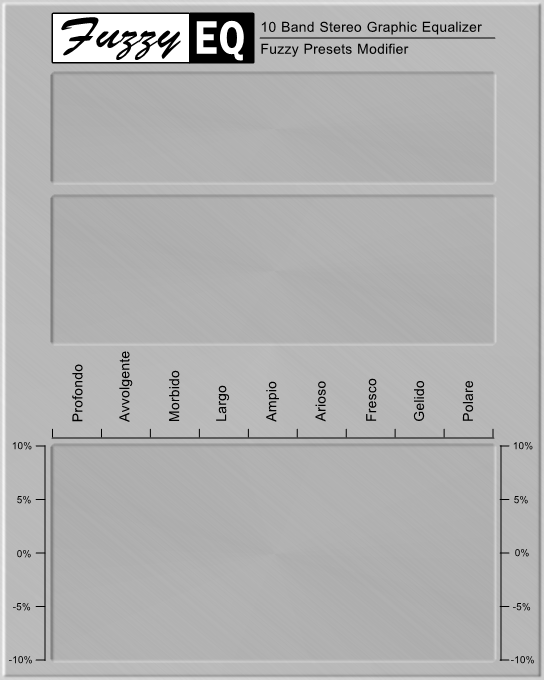 Fuzzy EQ
10 Band Stereo Graphic Equalizer
Fuzzy Presets Modifier
Profondo
Avvolgente
Morbido
Largo
Ampio
Arioso
Fresco
Gelido
Polare
10% 10%
5% 5%
0% 0%
-5% -5%
-10% -10%